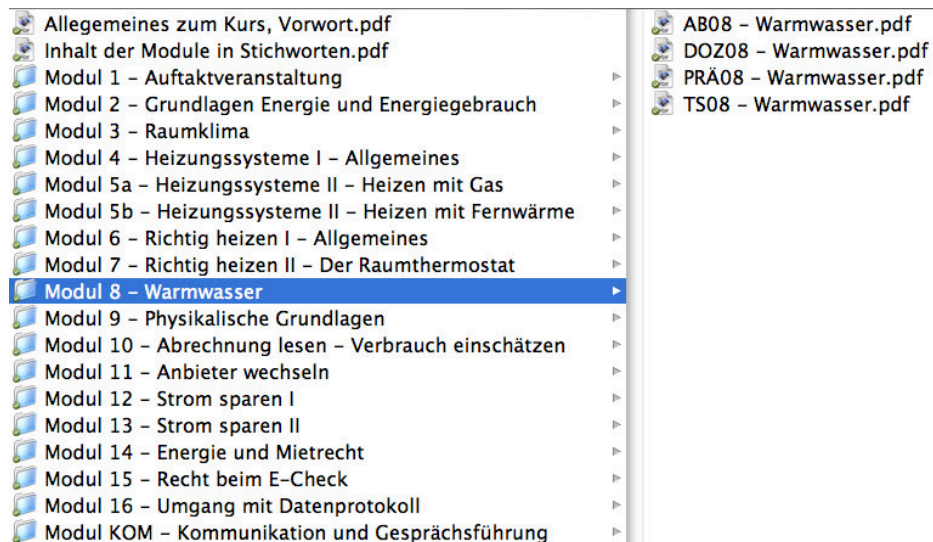 Allegemeines zum Kurs, Vorwort.pdf
Inhalt der Module in Stichworten.pdf
Modul 1 – Auftaktveranstaltung
Modul 2 – Grundlagen Energie und Energiegebrauch
Modul 3 – Raumklima
Modul 4 – Heizungssysteme I – Allgemeines
Modul 5a – Heizungssysteme II – Heizen mit Gas
Modul 5b – Heizungssysteme II – Heizen mit Fernwärme
Modul 6 – Richtig heizen I – Allgemeines
Modul 7 – Richtig heizen II – Der Raumthermostat
Modul 8 – Warmwasser
Modul 9 – Physikalische Grundlagen
Modul 10 – Abrechnung lesen – Verbrauch einschätzen
Modul 11 – Anbieter wechseln
Modul 12 – Strom sparen I
Modul 13 – Strom sparen II
Modul 14 – Energie und Mietrecht
Modul 15 – Recht beim E-Check
Modul 16 – Umgang mit Datenprotokoll
Modul KOM – Kommunikation und Gesprächsführung
AB08 – Warmwasser.pdf
DOZ08 – Warmwasser.pdf
PRÄ08 – Warmwasser.pdf
TS08 – Warmwasser.pdf